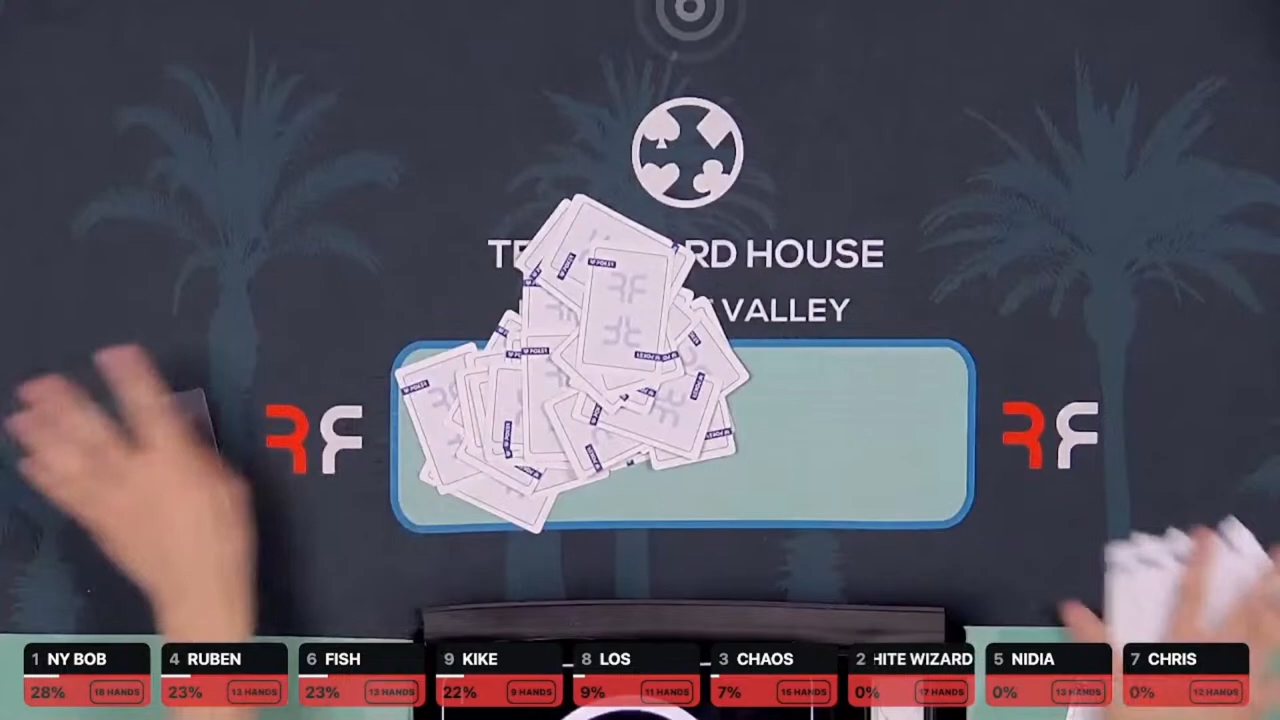 TE RD HOUSE
VALLEY
RF
RF
RF
1 NY BOB
28% 18 HANDS
4 RUBEN
23% 13 HANDS
6 FISH
23% 13 HANDS
9 KIKE
22% 9 HANDS
8 LOS
9% 11 HANDS
3 CHAOS
7% 15 HANDS
2 HITE WIZARD
0% 17 HANDS
5 NIDIA
0% 13 HANDS
7 CHRIS
0% 12 HANDS